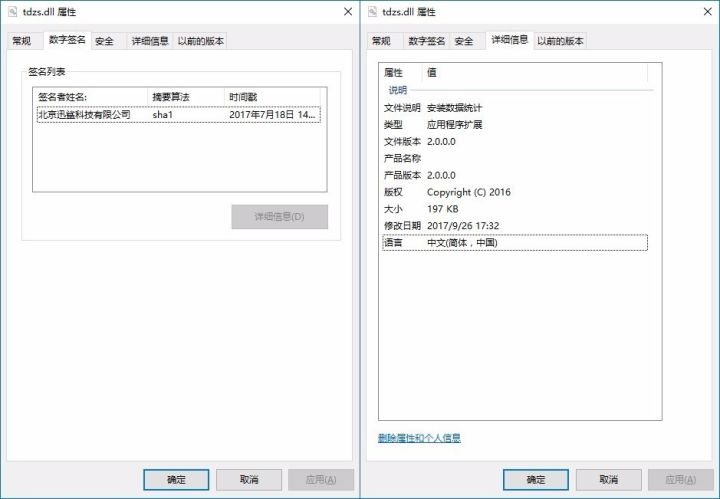 tdzs.dll 属性
常规 数字签名 安全 详细信息 以前的版本
签名列表
签名者姓名: 摘要算法 时间戳
北京迅鲨科技有限公司 sha1 2017年7月18日 14...
详细信息(D)
确定 取消 应用(A)
tdzs.dll 属性
常规 数字签名 安全 详细信息 以前的版本
属性 值
说明
文件说明 安装数据统计
类型 应用程序扩展
文件版本 2.0.0.0
产品名称
产品版本 2.0.0.0
版权 Copyright (C) 2016
大小 197 KB
修改日期 2017/9/26 17:32
语言 中文(简体，中国)
删除属性和个人信息
确定 取消 应用(A)